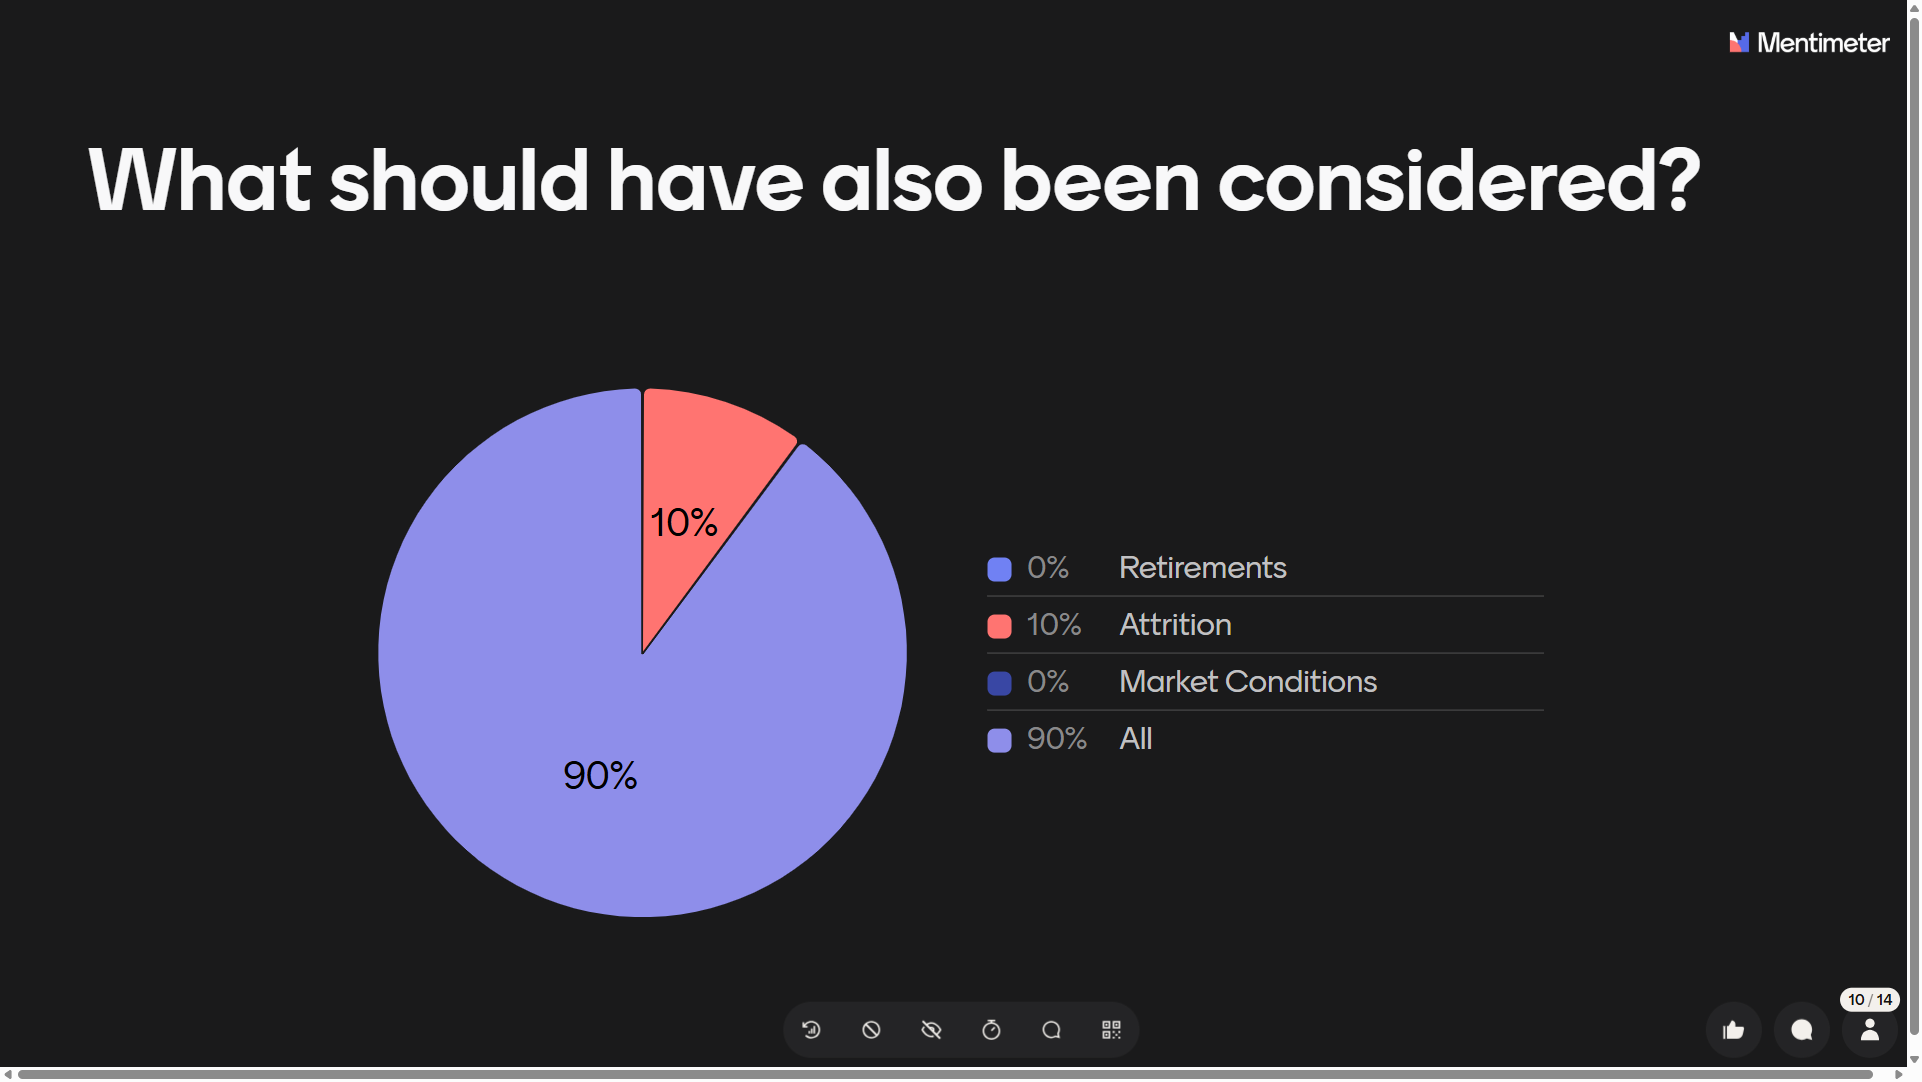 Mentimeter
What should have also been considered?
10%
90%
0% Retirements
10% Attrition
0% Market Conditions
90% All
10 / 14